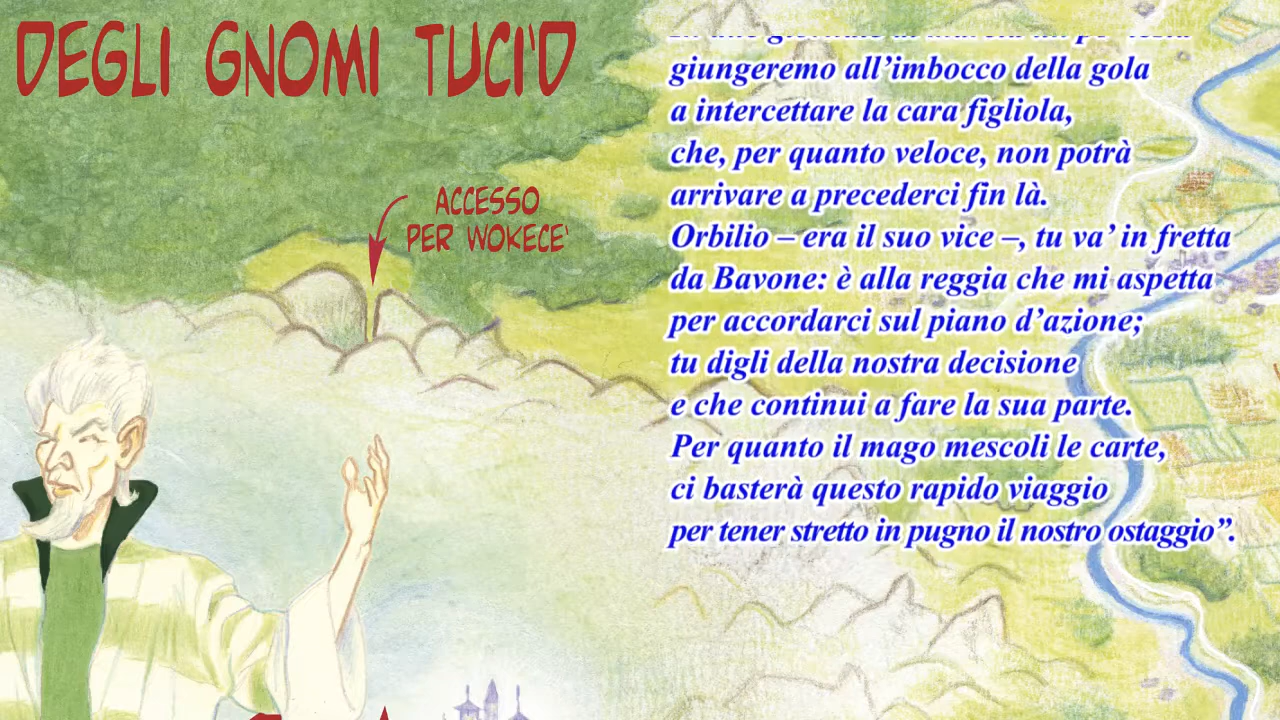 DEGLI GNOMI TUCI'D
ACCESSO
PER WOKECE'
giungeremo all’imbocco della gola
a intercettare la cara figliola,
che, per quanto veloce, non potrà
arrivare a precederci fin là.
Orbilio – era il suo vice –, tu va’ in fretta
da Bavone: è alla reggia che mi aspetta
per accordarci sul piano d’azione;
tu digli della nostra decisione
e che continui a fare la sua parte.
Per quanto il mago mescoli le carte,
ci basterà questo rapido viaggio
per tener stretto in pugno il nostro ostaggio”.